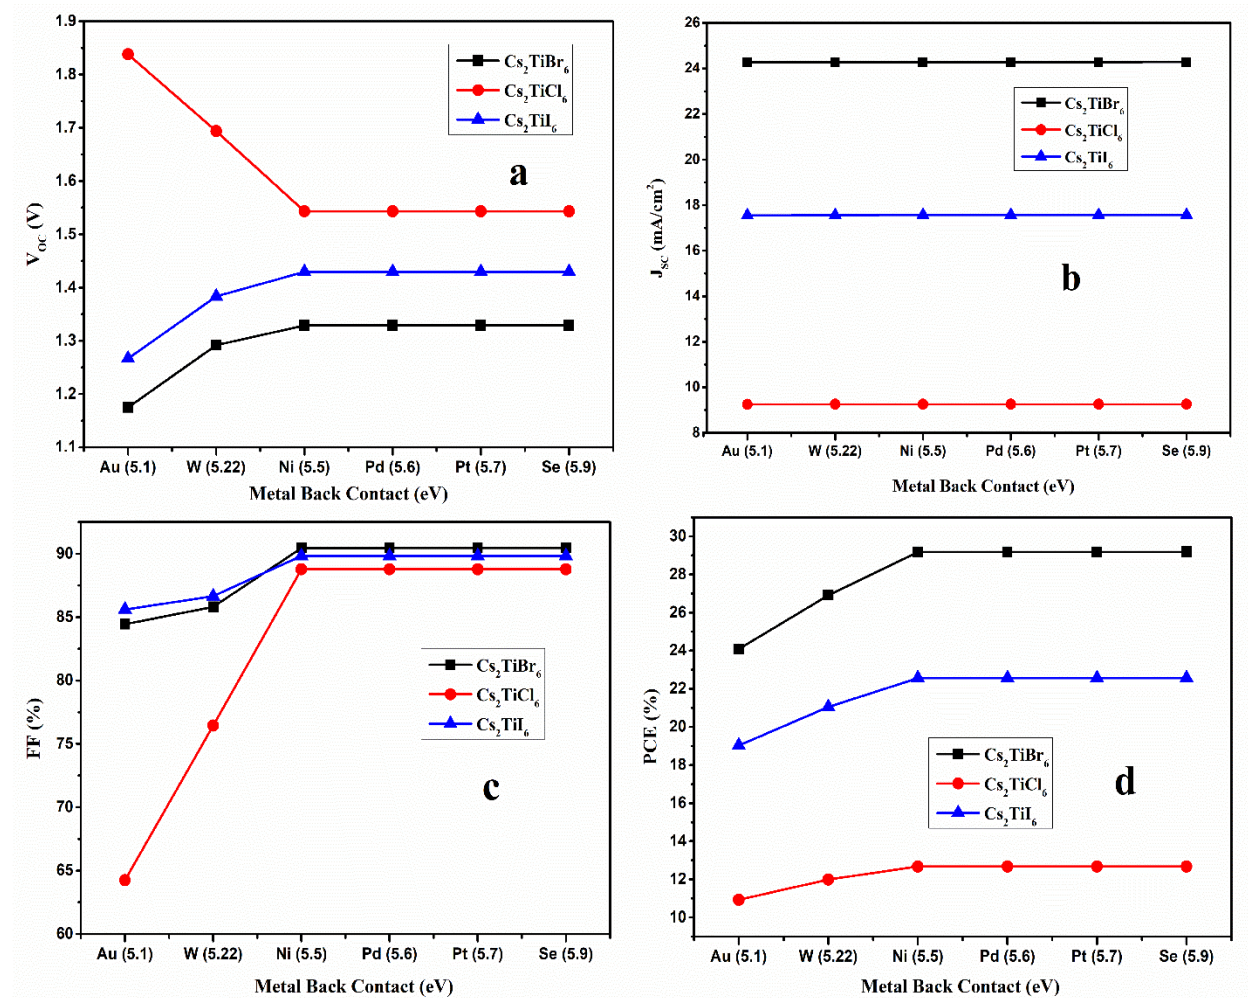 1.9
1.8
1.7
1.6
1.5
1.4
1.3
1.2
1.1
V_OC (V)
Cs₂TiBr₆
Cs₂TiCl₆
Cs₂TiI₆
a
Au (5.1) W (5.22) Ni (5.5) Pd (5.6) Pt (5.7) Se (5.9)
Metal Back Contact (eV)
26
24
22
20
18
16
14
12
10
8
J_SC (mA/cm²)
Cs₂TiBr₆
Cs₂TiCl₆
Cs₂TiI₆
b
Au (5.1) W (5.22) Ni (5.5) Pd (5.6) Pt (5.7) Se (5.9)
Metal Back Contact (eV)
90
85
80
75
70
65
60
FF (%)
Cs₂TiBr₆
Cs₂TiCl₆
Cs₂TiI₆
c
Au (5.1) W (5.22) Ni (5.5) Pd (5.6) Pt (5.7) Se (5.9)
Metal Back Contact (eV)
30
28
26
24
22
20
18
16
14
12
10
PCE (%)
Cs₂TiBr₆
Cs₂TiCl₆
Cs₂TiI₆
d
Au (5.1) W (5.22) Ni (5.5) Pd (5.6) Pt (5.7) Se (5.9)
Metal Back Contact (eV)